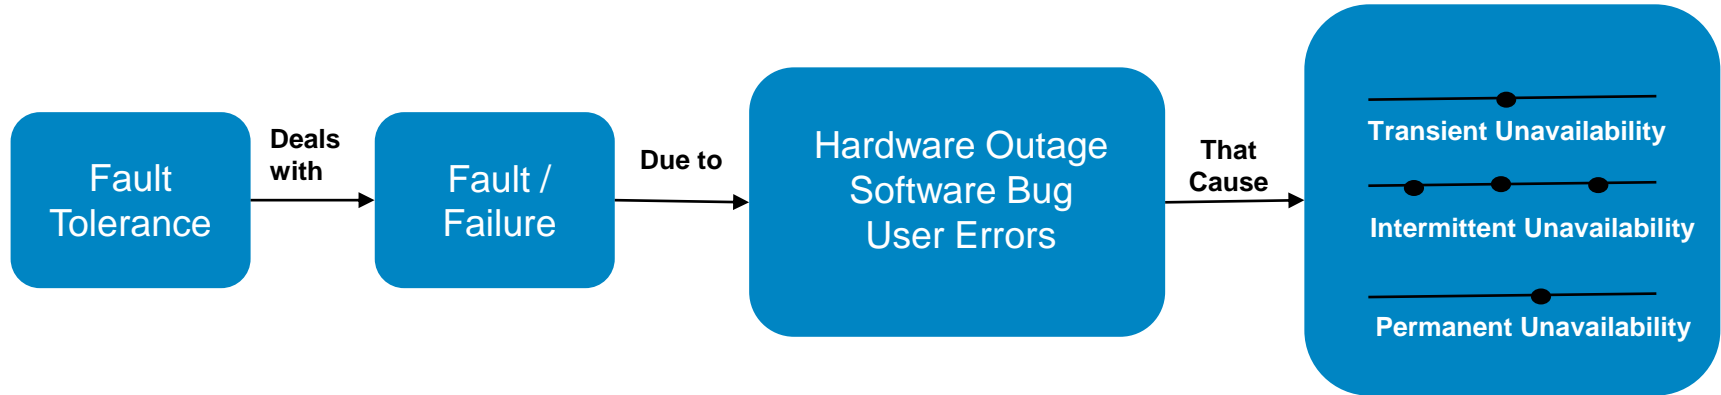 Fault
Tolerance
Deals
with
Fault /
Failure
Due to
Hardware Outage
Software Bug
User Errors
That
Cause
Transient Unavailability
Intermittent Unavailability
Permanent Unavailability